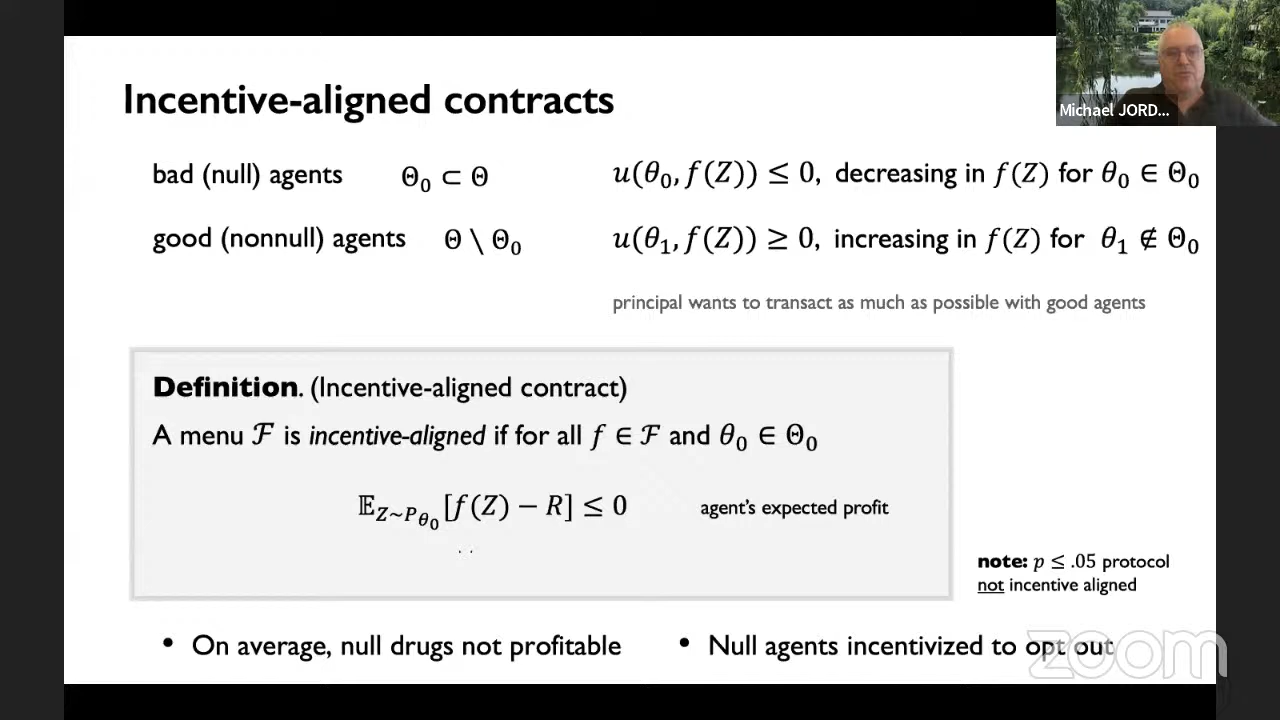 Incentive-aligned contracts
Michael JORD...
bad (null) agents Θ₀ ⊂ Θ u(θ₀, f(Z)) ≤ 0, decreasing in f(Z) for θ₀ ∈ Θ₀
good (nonnull) agents Θ \ Θ₀ u(θ₁, f(Z)) ≥ 0, increasing in f(Z) for θ₁ ∉ Θ₀
principal wants to transact as much as possible with good agents
Definition. (Incentive-aligned contract)
A menu ℱ is incentive-aligned if for all f ∈ ℱ and θ₀ ∈ Θ₀
𝔼_{Z∼P_{θ₀}}[f(Z) − R] ≤ 0 agent's expected profit
note: p ≤ .05 protocol
not incentive aligned
• On average, null drugs not profitable • Null agents incentivized to opt out
zoom